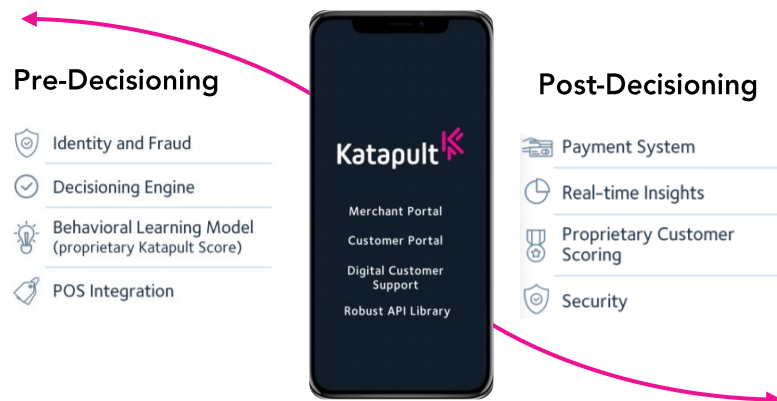 Pre-Decisioning
Identity and Fraud
Decisioning Engine
Behavioral Learning Model
(proprietary Katapult Score)
POS Integration
Katapult
Merchant Portal
Customer Portal
Digital Customer
Support
Robust API Library
Post-Decisioning
Payment System
Real-time Insights
Proprietary Customer
Scoring
Security